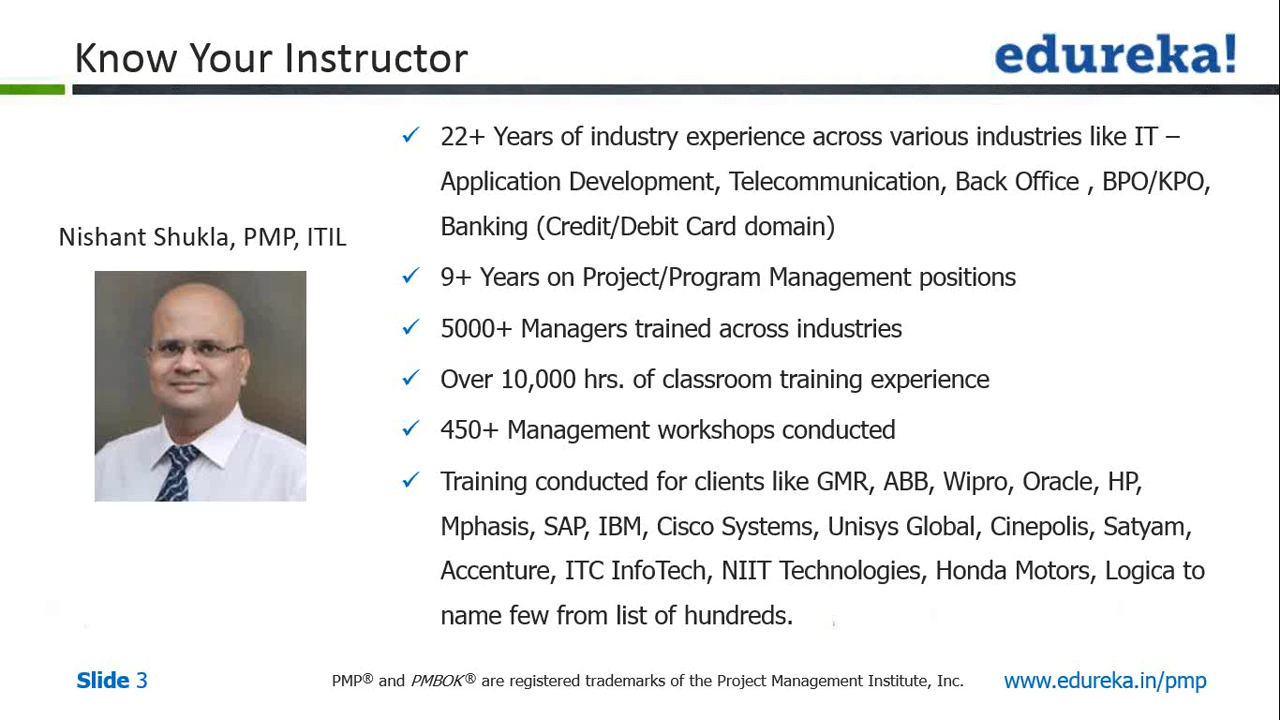 Know Your Instructor
edureka!
Nishant Shukla, PMP, ITIL
✓ 22+ Years of industry experience across various industries like IT –
Application Development, Telecommunication, Back Office , BPO/KPO,
Banking (Credit/Debit Card domain)
✓ 9+ Years on Project/Program Management positions
✓ 5000+ Managers trained across industries
✓ Over 10,000 hrs. of classroom training experience
✓ 450+ Management workshops conducted
✓ Training conducted for clients like GMR, ABB, Wipro, Oracle, HP,
Mphasis, SAP, IBM, Cisco Systems, Unisys Global, Cinepolis, Satyam,
Accenture, ITC InfoTech, NIIT Technologies, Honda Motors, Logica to
name few from list of hundreds.
Slide 3
PMP® and PMBOK® are registered trademarks of the Project Management Institute, Inc.
www.edureka.in/pmp